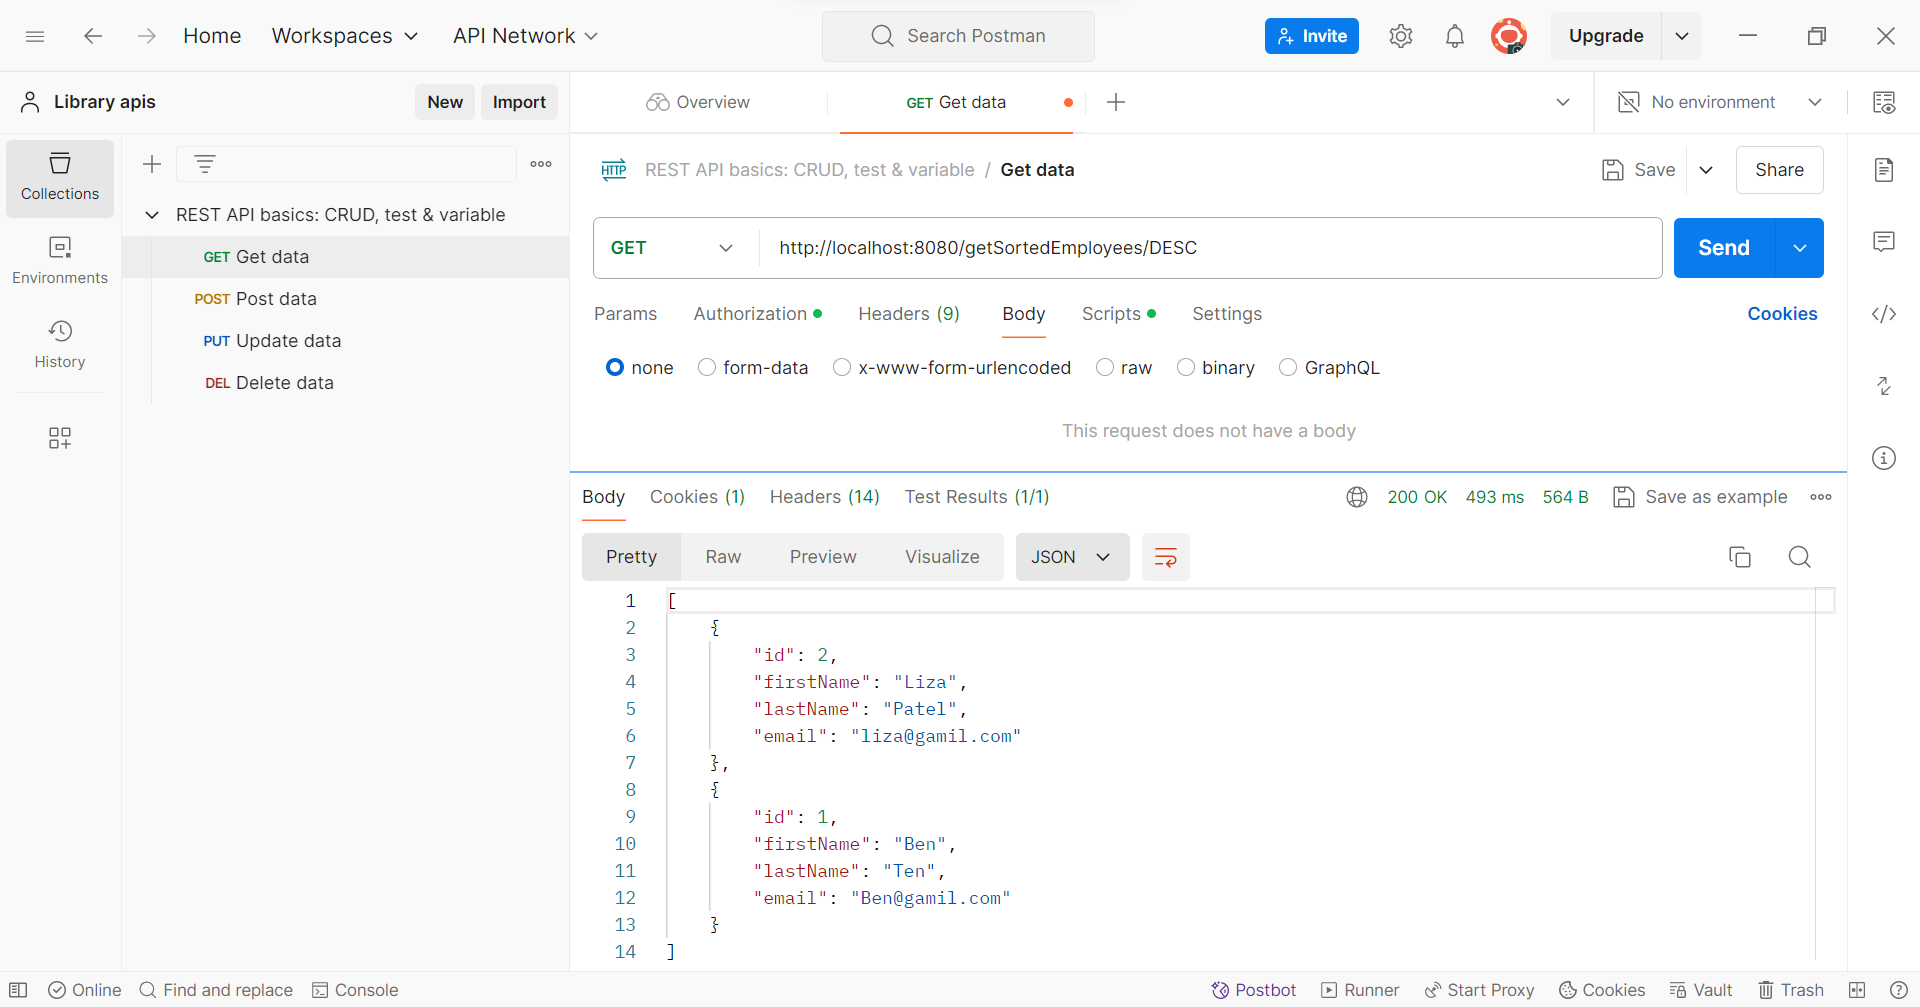 Home Workspaces API Network Search Postman Invite Upgrade
Library apis New Import Overview GET Get data No environment
Collections
Environments
History
REST API basics: CRUD, test & variable
GET Get data
POST Post data
PUT Update data
DEL Delete data
HTTP REST API basics: CRUD, test & variable / Get data Save Share
GET http://localhost:8080/getSortedEmployees/DESC Send
Params Authorization Headers (9) Body Scripts Settings Cookies
none form-data x-www-form-urlencoded raw binary GraphQL
This request does not have a body
Body Cookies (1) Headers (14) Test Results (1/1) 200 OK 493 ms 564 B Save as example
Pretty Raw Preview Visualize JSON
1 [
2 {
3 "id": 2,
4 "firstName": "Liza",
5 "lastName": "Patel",
6 "email": "liza@gamil.com"
7 },
8 {
9 "id": 1,
10 "firstName": "Ben",
11 "lastName": "Ten",
12 "email": "Ben@gamil.com"
13 }
14 ]
Online Find and replace Console Postbot Runner Start Proxy Cookies Vault Trash